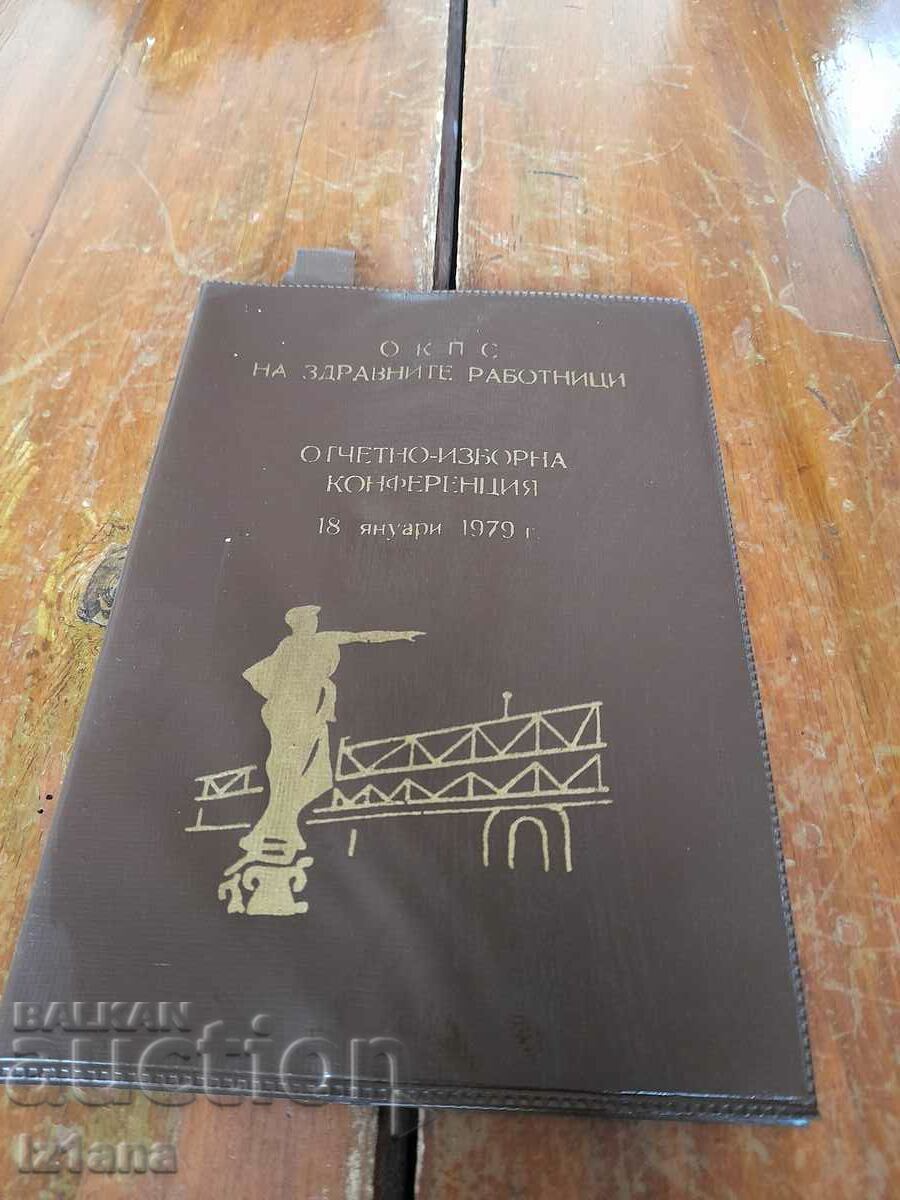 О К П С
НА ЗДРАВНИТЕ РАБОТНИЦИ
ОТЧЕТНО-ИЗБОРНА
КОНФЕРЕНЦИЯ
18 януари 1979 г.
BALKAN
auction
iz1ana